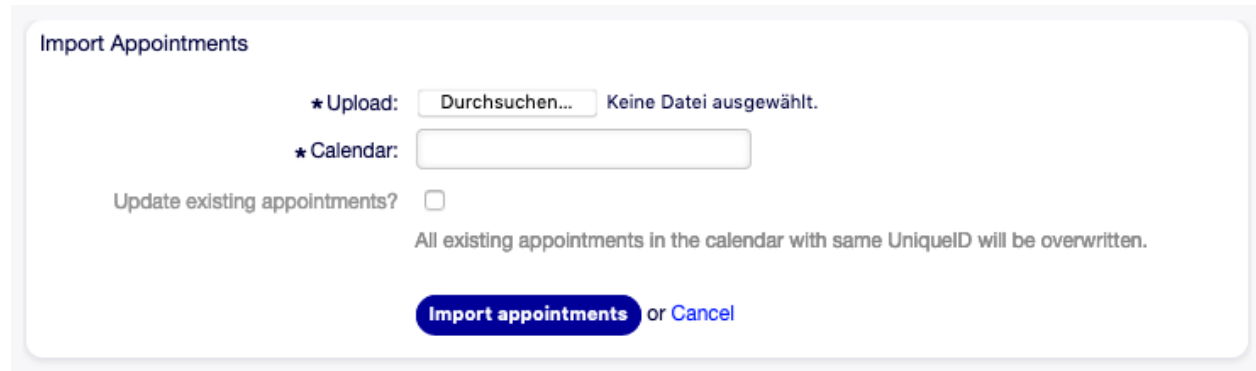 Import Appointments
★ Upload: Durchsuchen... Keine Datei ausgewählt.
★ Calendar:
Update existing appointments?
All existing appointments in the calendar with same UniqueID will be overwritten.
Import appointments or Cancel